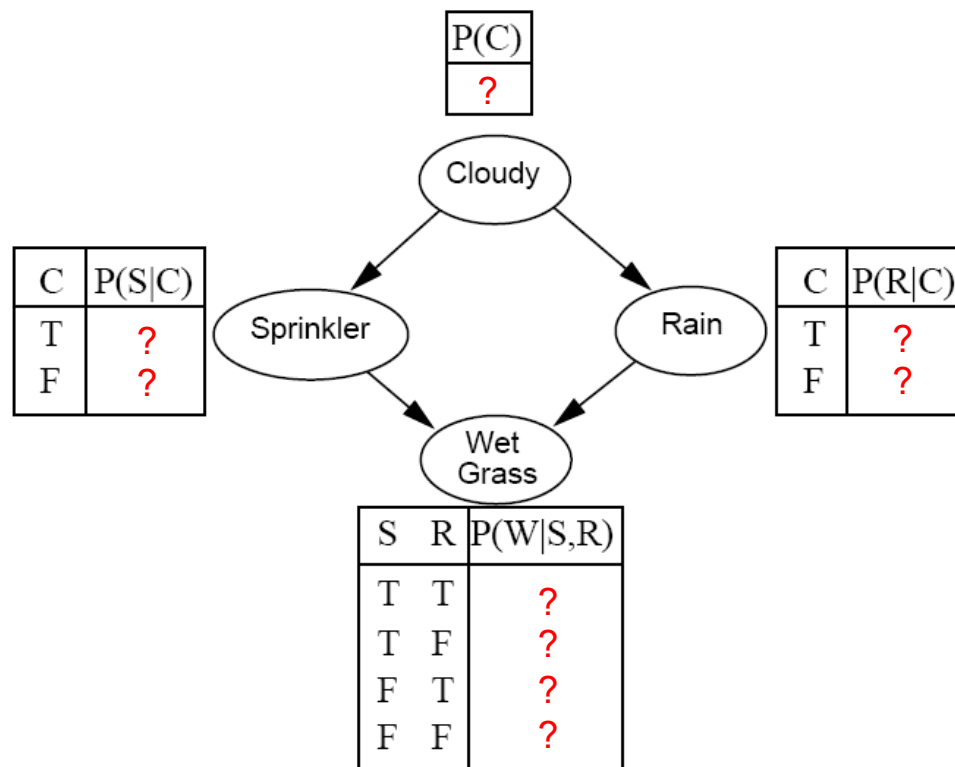 P(C)
?
Cloudy
C P(S|C)
T ?
F ?
Sprinkler
Rain
C P(R|C)
T ?
F ?
Wet
Grass
S R P(W|S,R)
T T ?
T F ?
F T ?
F F ?